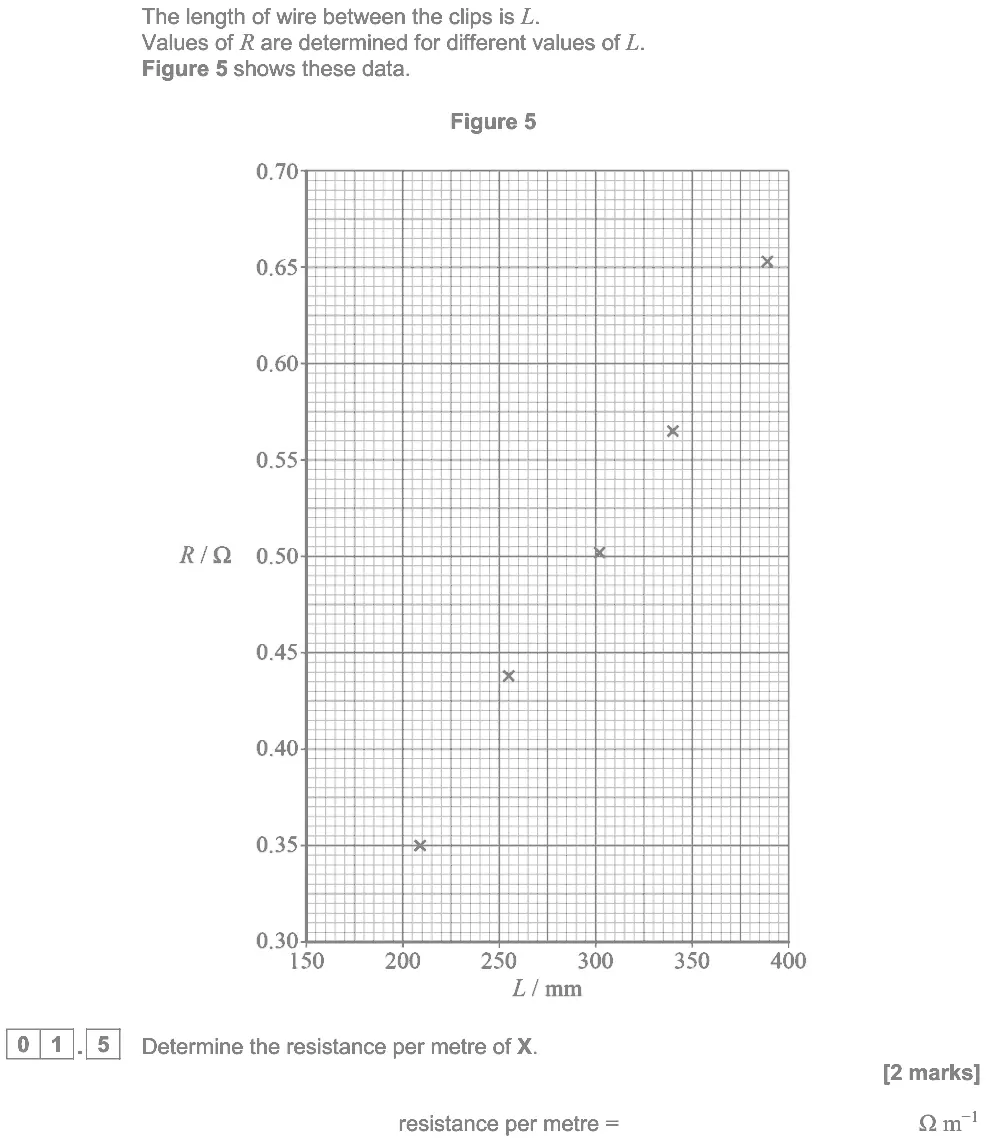 The length of wire between the clips is L.
Values of R are determined for different values of L.
Figure 5 shows these data.
Figure 5
0.70
0.65
0.60
0.55
R / Ω 0.50
0.45
0.40
0.35
0.30
150 200 250 300 350 400
L / mm
0 1 . 5 Determine the resistance per metre of X.
[2 marks]
resistance per metre = Ω m⁻¹